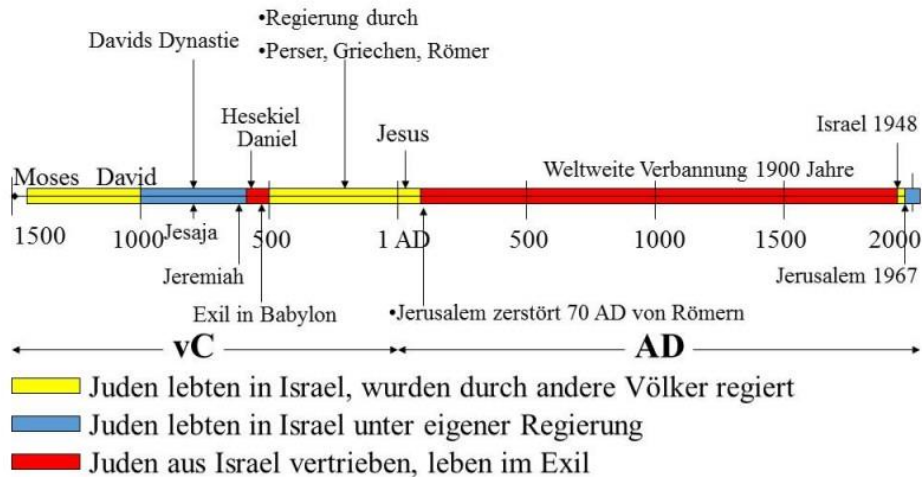 •Regierung durch
Davids Dynastie
•Perser, Griechen, Römer
Hesekiel
Daniel
Jesus
Israel 1948
Moses David
Weltweite Verbannung 1900 Jahre
1500
1000
Jesaja
500
1 AD
500
1000
1500
2000
Jeremiah
Jerusalem 1967
Exil in Babylon
•Jerusalem zerstört 70 AD von Römern
vC
AD
Juden lebten in Israel, wurden durch andere Völker regiert
Juden lebten in Israel unter eigener Regierung
Juden aus Israel vertrieben, leben im Exil